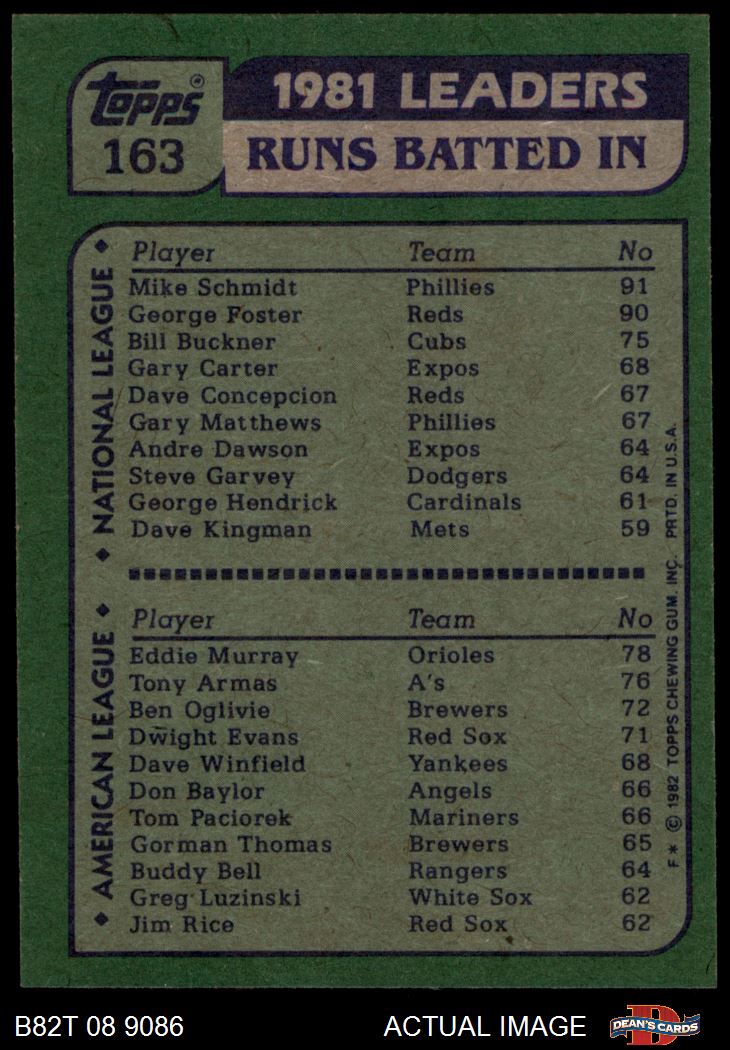 Topps®
163
1981 LEADERS
RUNS BATTED IN
NATIONAL LEAGUE
Player Team No
Mike Schmidt Phillies 91
George Foster Reds 90
Bill Buckner Cubs 75
Gary Carter Expos 68
Dave Concepcion Reds 67
Gary Matthews Phillies 67
Andre Dawson Expos 64
Steve Garvey Dodgers 64
George Hendrick Cardinals 61
Dave Kingman Mets 59
AMERICAN LEAGUE
Player Team No
Eddie Murray Orioles 78
Tony Armas A's 76
Ben Oglivie Brewers 72
Dwight Evans Red Sox 71
Dave Winfield Yankees 68
Don Baylor Angels 66
Tom Paciorek Mariners 66
Gorman Thomas Brewers 65
Buddy Bell Rangers 64
Greg Luzinski White Sox 62
Jim Rice Red Sox 62
F* © 1982 TOPPS CHEWING GUM, INC. PRTD. IN U.S.A.
B82T 08 9086 ACTUAL IMAGE
D
DEAN'S CARDS